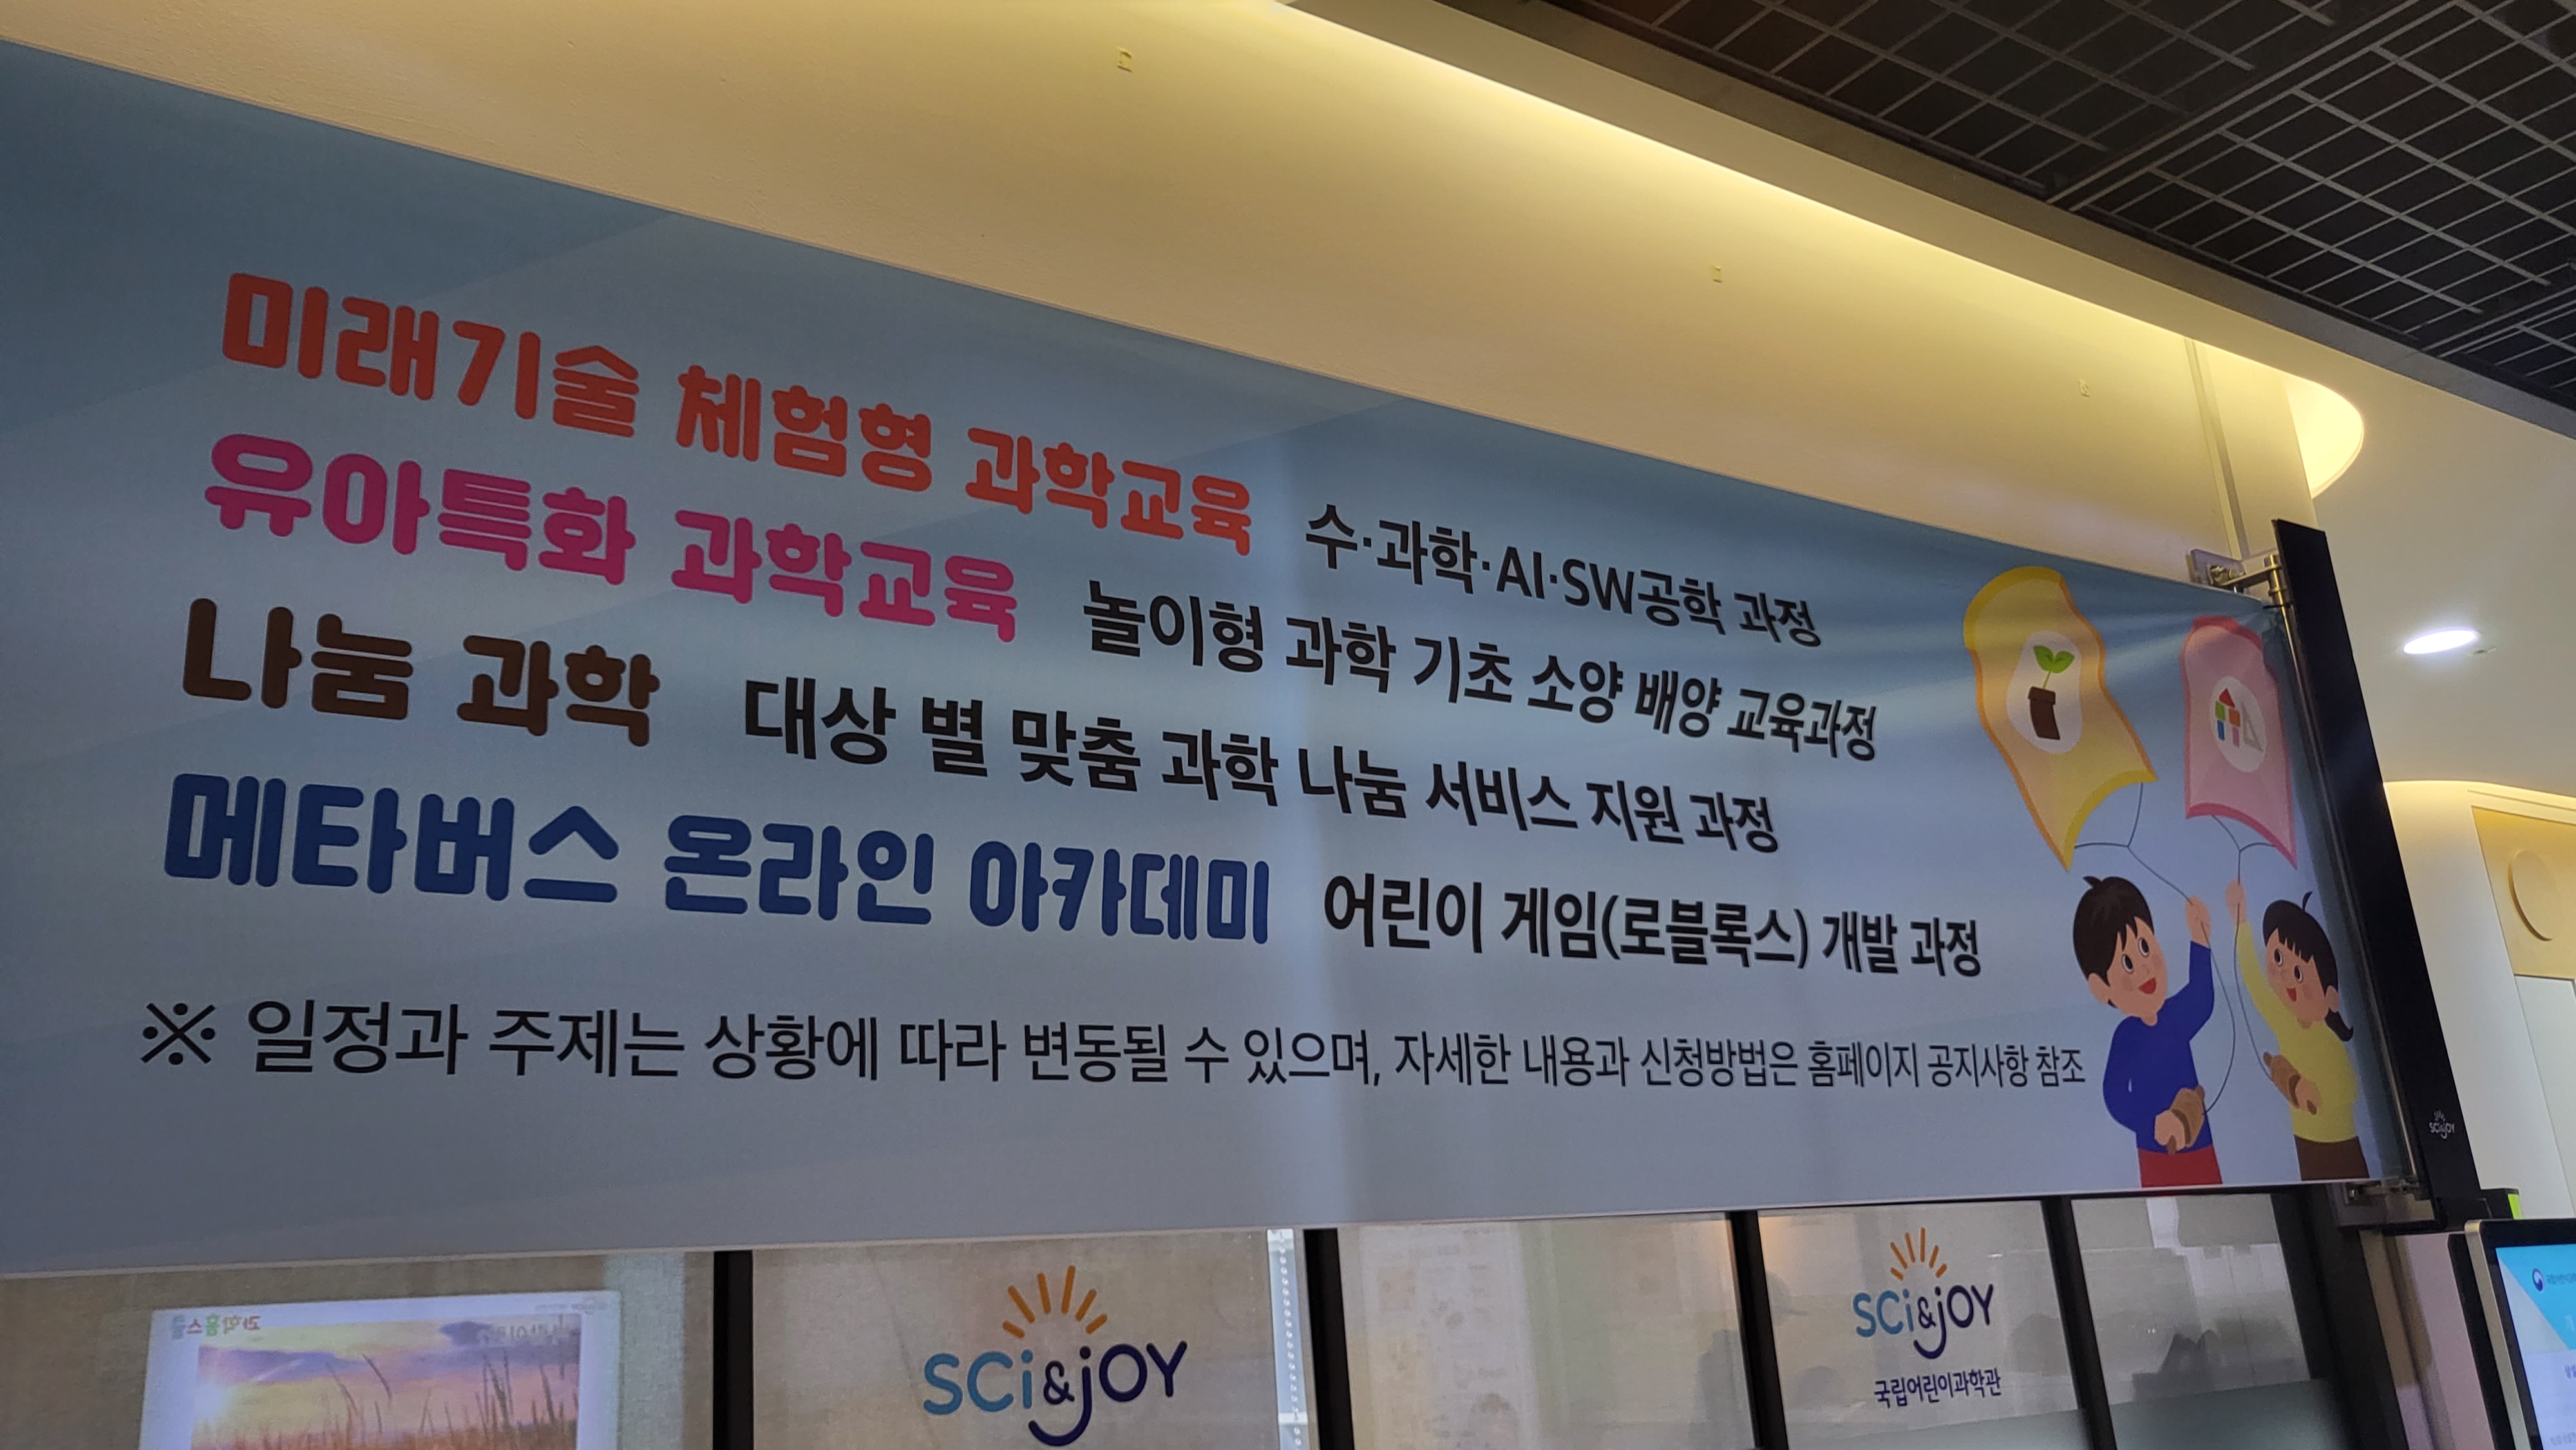 미래기술 체험형 과학교육 수·과학·AI·SW공학 과정
유아특화 과학교육 놀이형 과학 기초 소양 배양 교육과정
나눔 과학 대상 별 맞춤 과학 나눔 서비스 지원 과정
메타버스 온라인 아카데미 어린이 게임(로블록스) 개발 과정
※ 일정과 주제는 상황에 따라 변동될 수 있으며, 자세한 내용과 신청방법은 홈페이지 공지사항 참조
sci&joy
sci&joy
sci&joy
국립어린이과학관